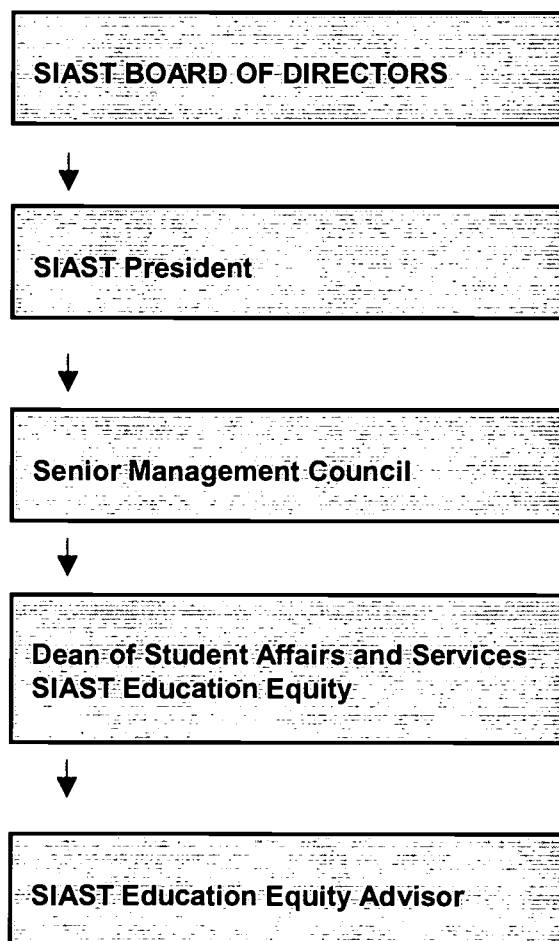 SIAST BOARD OF DIRECTORS
SIAST President
Senior Management Council
Dean of Student Affairs and Services
SIAST Education Equity
SIAST Education Equity Advisor